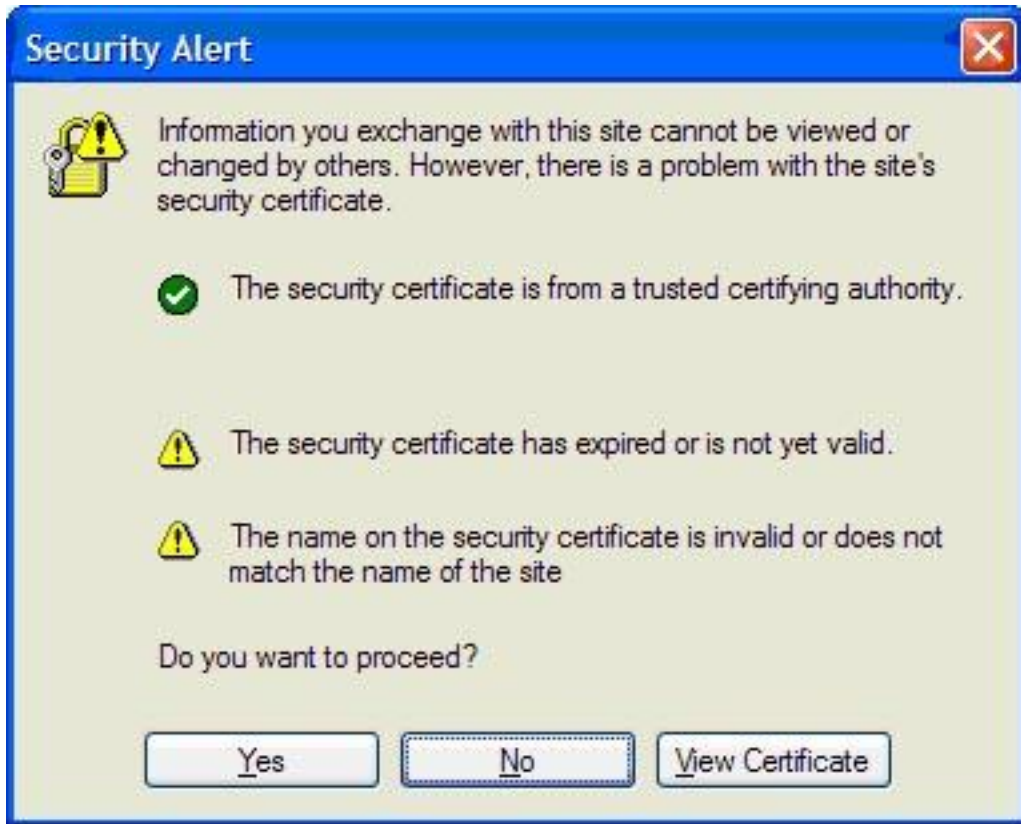 Security Alert
Information you exchange with this site cannot be viewed or
changed by others. However, there is a problem with the site's
security certificate.
The security certificate is from a trusted certifying authority.
The security certificate has expired or is not yet valid.
The name on the security certificate is invalid or does not
match the name of the site
Do you want to proceed?
Yes
No
View Certificate